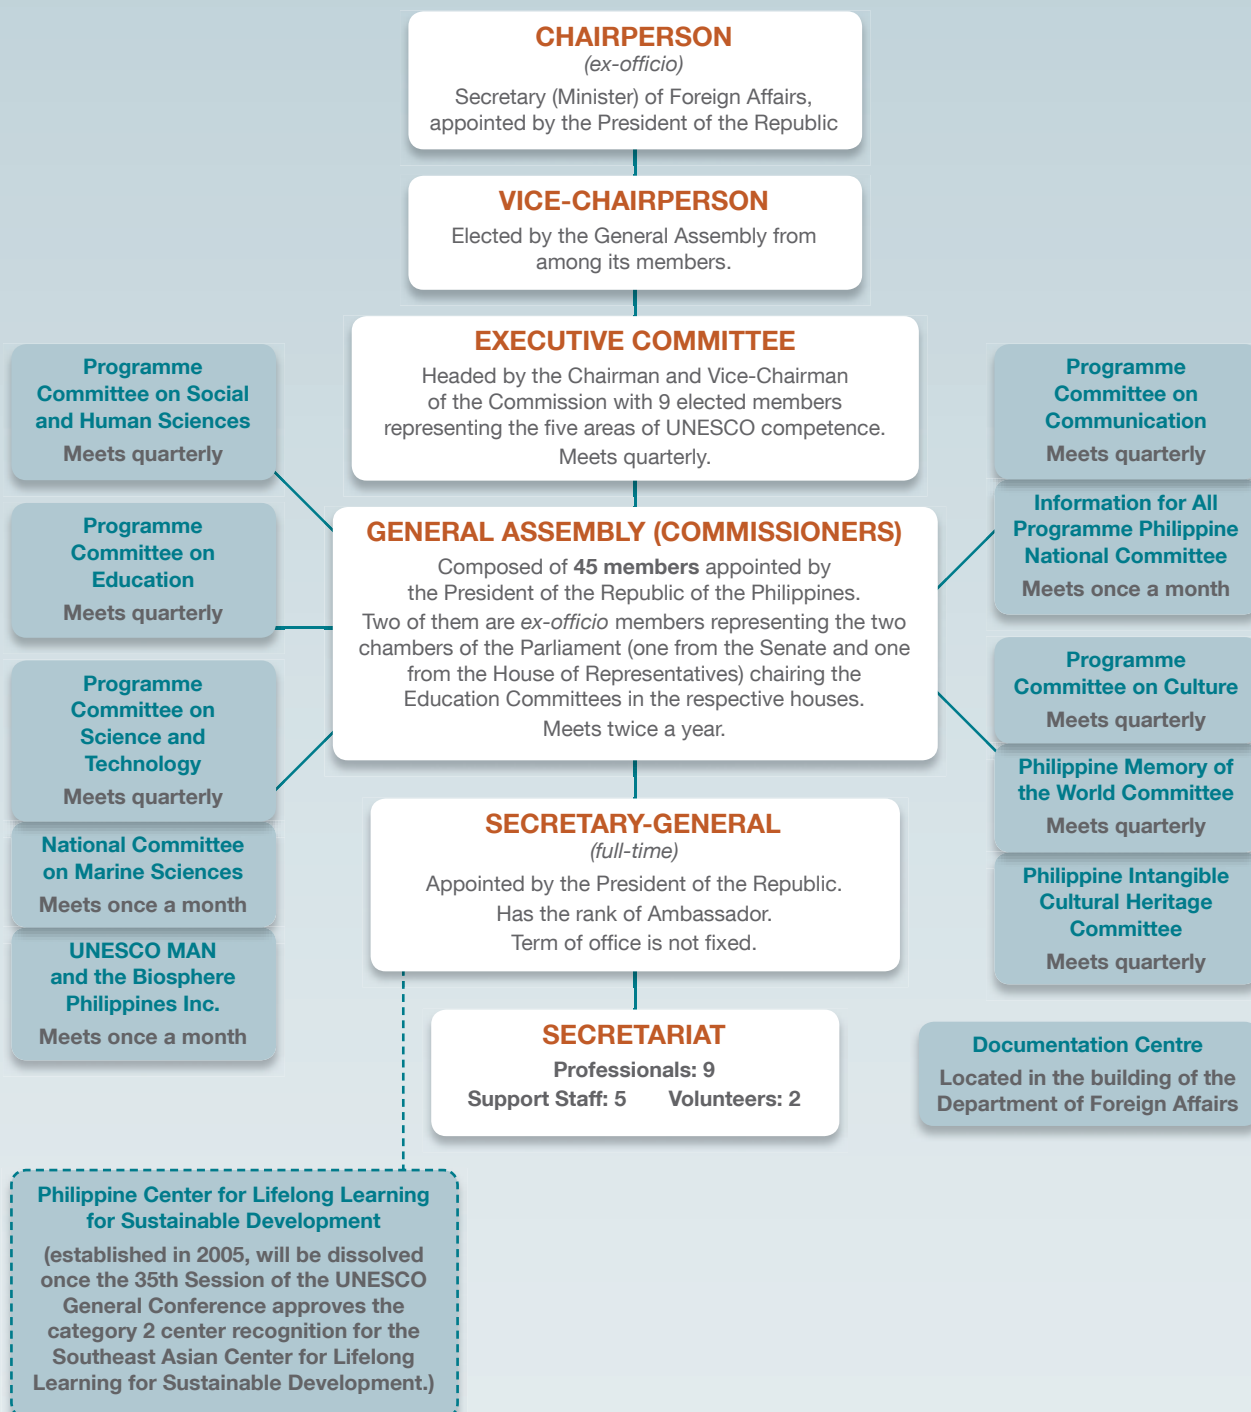 CHAIRPERSON
(ex-officio)
Secretary (Minister) of Foreign Affairs,
appointed by the President of the Republic
VICE-CHAIRPERSON
Elected by the General Assembly from
among its members.
EXECUTIVE COMMITTEE
Headed by the Chairman and Vice-Chairman
of the Commission with 9 elected members
representing the five areas of UNESCO competence.
Meets quarterly.
Programme
Committee on Social
and Human Sciences
Meets quarterly
Programme
Committee on
Education
Meets quarterly
Programme
Committee on
Science and
Technology
Meets quarterly
National Committee
on Marine Sciences
Meets once a month
UNESCO MAN
and the Biosphere
Philippines Inc.
Meets once a month
GENERAL ASSEMBLY (COMMISSIONERS)
Composed of 45 members appointed by
the President of the Republic of the Philippines.
Two of them are ex-officio members representing the two
chambers of the Parliament (one from the Senate and one
from the House of Representatives) chairing the
Education Committees in the respective houses.
Meets twice a year.
Programme
Committee on
Communication
Meets quarterly
Information for All
Programme Philippine
National Committee
Meets once a month
Programme
Committee on Culture
Meets quarterly
Philippine Memory of
the World Committee
Meets quarterly
Philippine Intangible
Cultural Heritage
Committee
Meets quarterly
SECRETARY-GENERAL
(full-time)
Appointed by the President of the Republic.
Has the rank of Ambassador.
Term of office is not fixed.
SECRETARIAT
Professionals: 9
Support Staff: 5 Volunteers: 2
Documentation Centre
Located in the building of the
Department of Foreign Affairs
Philippine Center for Lifelong Learning
for Sustainable Development
(established in 2005, will be dissolved
once the 35th Session of the UNESCO
General Conference approves the
category 2 center recognition for the
Southeast Asian Center for Lifelong
Learning for Sustainable Development.)